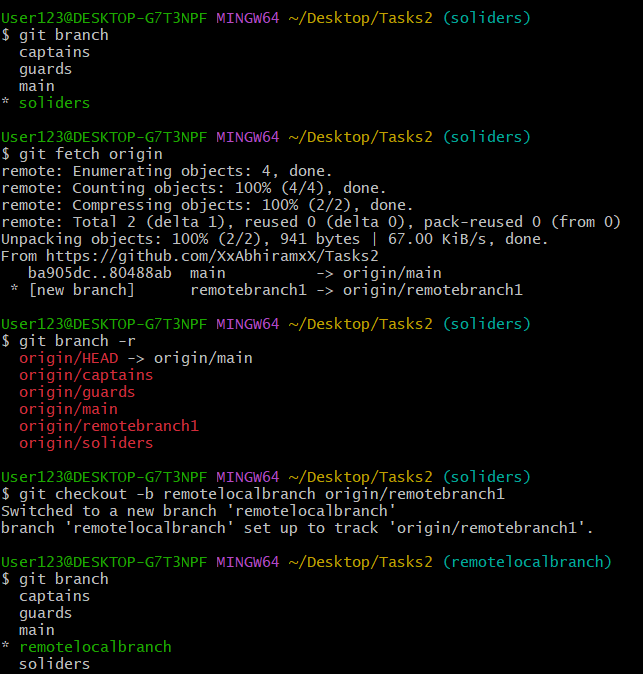 User123@DESKTOP-G7T3NPF MINGW64 ~/Desktop/Tasks2 (soliders)
$ git branch
  captains
  guards
  main
* soliders

User123@DESKTOP-G7T3NPF MINGW64 ~/Desktop/Tasks2 (soliders)
$ git fetch origin
remote: Enumerating objects: 4, done.
remote: Counting objects: 100% (4/4), done.
remote: Compressing objects: 100% (2/2), done.
remote: Total 2 (delta 1), reused 0 (delta 0), pack-reused 0 (from 0)
Unpacking objects: 100% (2/2), 941 bytes | 67.00 KiB/s, done.
From https://github.com/XxAbhiramxX/Tasks2
   ba905dc..80488ab  main          -> origin/main
 * [new branch]      remotebranch1 -> origin/remotebranch1

User123@DESKTOP-G7T3NPF MINGW64 ~/Desktop/Tasks2 (soliders)
$ git branch -r
  origin/HEAD -> origin/main
  origin/captains
  origin/guards
  origin/main
  origin/remotebranch1
  origin/soliders

User123@DESKTOP-G7T3NPF MINGW64 ~/Desktop/Tasks2 (soliders)
$ git checkout -b remotelocalbranch origin/remotebranch1
Switched to a new branch 'remotelocalbranch'
branch 'remotelocalbranch' set up to track 'origin/remotebranch1'.

User123@DESKTOP-G7T3NPF MINGW64 ~/Desktop/Tasks2 (remotelocalbranch)
$ git branch
  captains
  guards
  main
* remotelocalbranch
  soliders